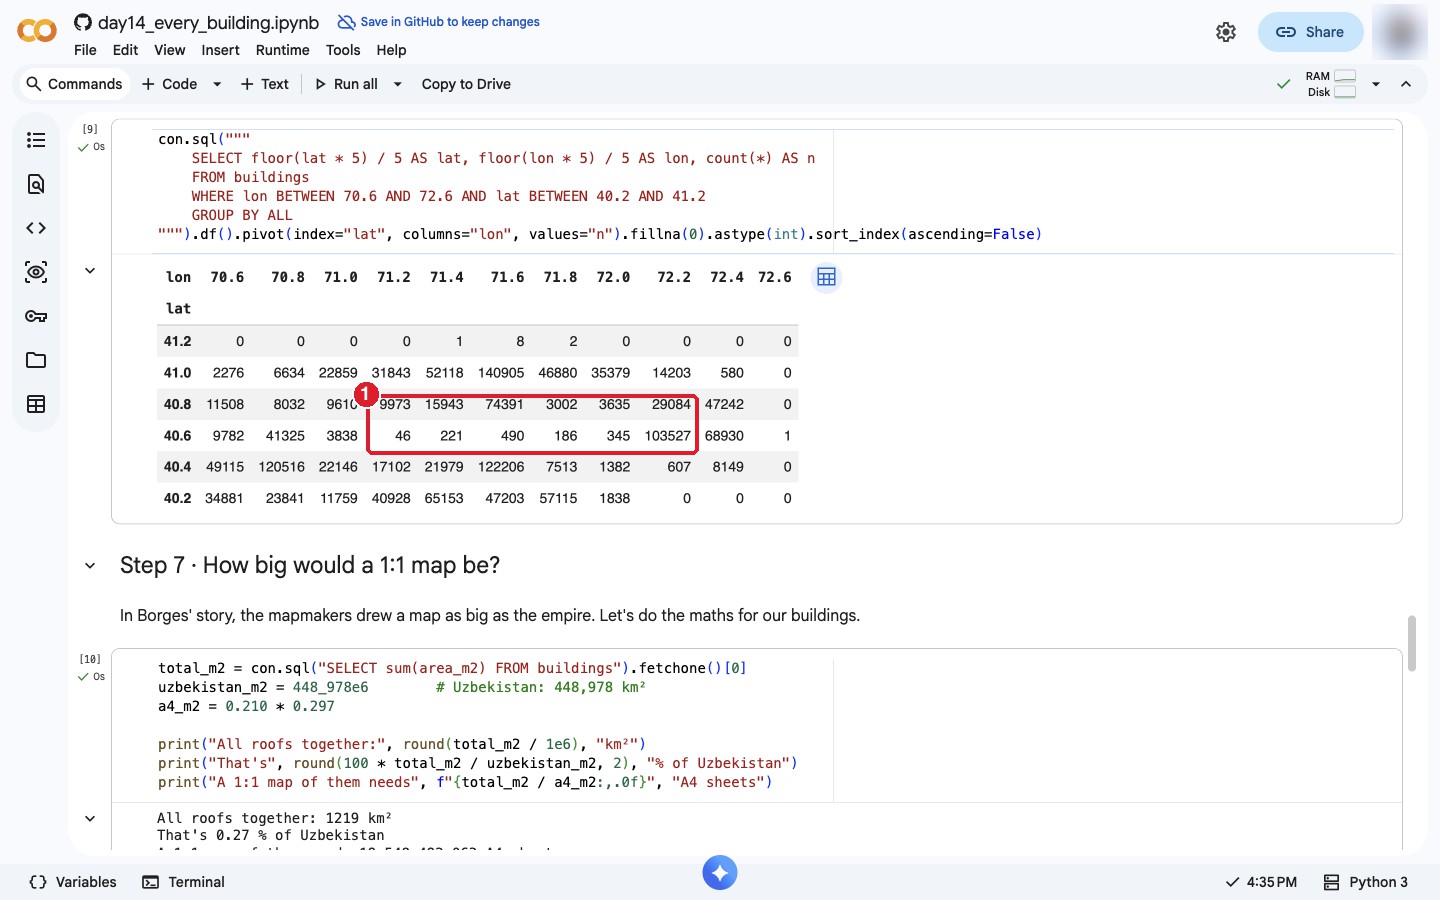 day14_every_building.ipynb
Save in GitHub to keep changes
File Edit View Insert Runtime Tools Help
Share
Commands + Code + Text Run all Copy to Drive
RAM
Disk
[9]
0s
con.sql("""
SELECT floor(lat * 5) / 5 AS lat, floor(lon * 5) / 5 AS lon, count(*) AS n
FROM buildings
WHERE lon BETWEEN 70.6 AND 72.6 AND lat BETWEEN 40.2 AND 41.2
GROUP BY ALL
""").df().pivot(index="lat", columns="lon", values="n").fillna(0).astype(int).sort_index(ascending=False)
lon 70.6 70.8 71.0 71.2 71.4 71.6 71.8 72.0 72.2 72.4 72.6
lat
41.2 0 0 0 0 1 8 2 0 0 0 0
41.0 2276 6634 22859 31843 52118 140905 46880 35379 14203 580 0
1
40.8 11508 8032 9610 9973 15943 74391 3002 3635 29084 47242 0
40.6 9782 41325 3838 46 221 490 186 345 103527 68930 1
40.4 49115 120516 22146 17102 21979 122206 7513 1382 607 8149 0
40.2 34881 23841 11759 40928 65153 47203 57115 1838 0 0 0
Step 7 · How big would a 1:1 map be?
In Borges' story, the mapmakers drew a map as big as the empire. Let's do the maths for our buildings.
[10]
0s
total_m2 = con.sql("SELECT sum(area_m2) FROM buildings").fetchone()[0]
uzbekistan_m2 = 448_978e6 # Uzbekistan: 448,978 km²
a4_m2 = 0.210 * 0.297
print("All roofs together:", round(total_m2 / 1e6), "km²")
print("That's", round(100 * total_m2 / uzbekistan_m2, 2), "% of Uzbekistan")
print("A 1:1 map of them needs", f"{total_m2 / a4_m2:,.0f}", "A4 sheets")
All roofs together: 1219 km²
That's 0.27 % of Uzbekistan
Variables Terminal
4:35 PM Python 3